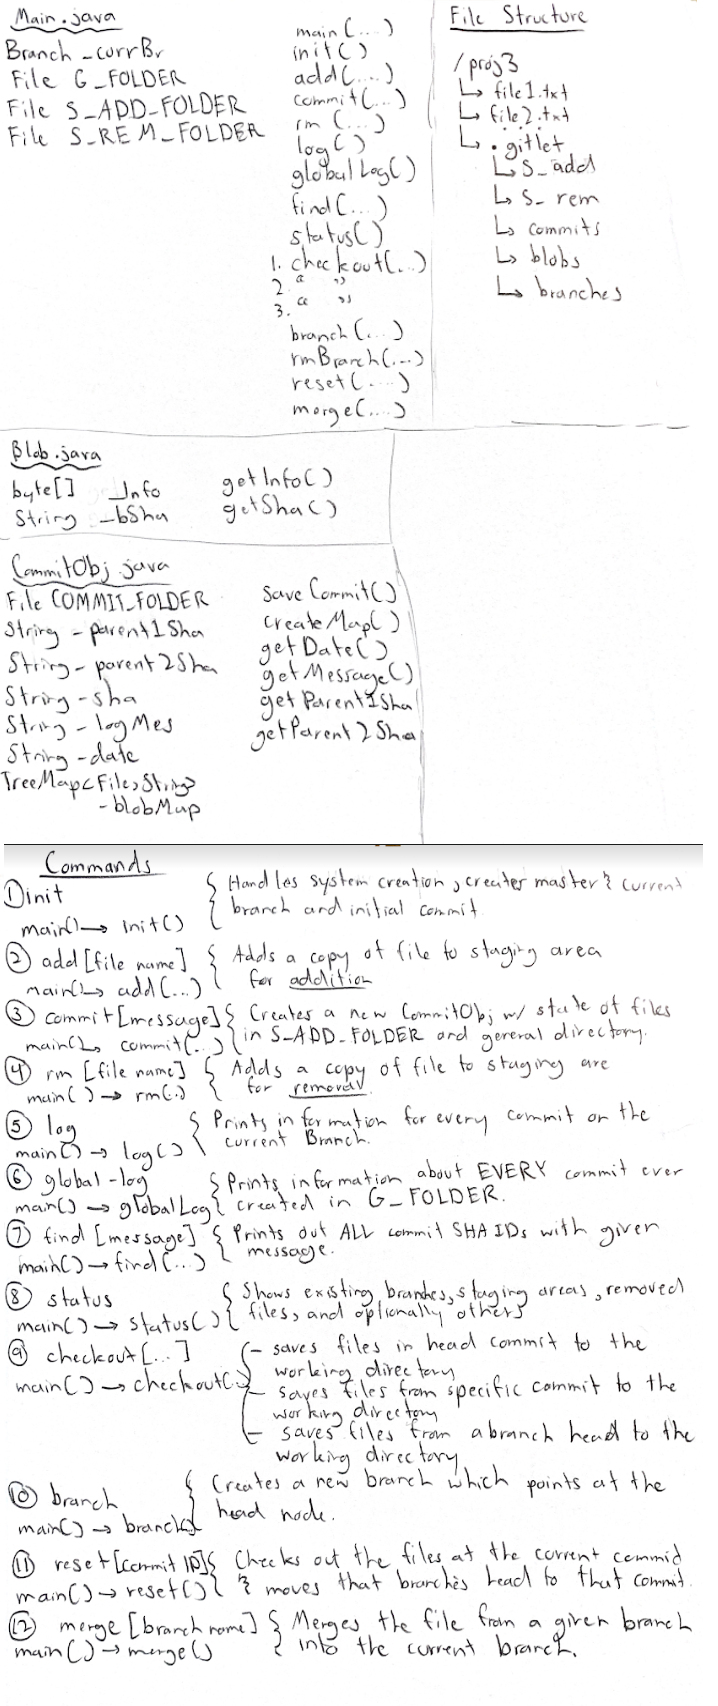 Main.java
Branch _currBr
File G_FOLDER
File S_ADD_FOLDER
File S_REM_FOLDER
main(...)
init()
add(...)
commit(...)
rm(...)
log()
globalLog()
find(...)
status()
1. checkout(...)
2. " "
3. " "
branch(...)
rmBranch(...)
reset(...)
merge(...)
File Structure
/proj3
↳ file1.txt
↳ file2.txt
↳ .gitlet
↳ S_add
↳ S_rem
↳ commits
↳ blobs
↳ branches
Blob.java
byte[] _Info
String _bSha
getInfo()
getSha()
CommitObj.java
File COMMIT_FOLDER
String _parent1Sha
String _parent2Sha
String _sha
String _logMes
String _date
TreeMap<File,String>
_blobMap
saveCommit()
createMap()
getDate()
getMessage()
getParent1Sha
getParent2Sha
Commands
① init { Handles system creation, creates master & current
main() → init() branch and initial commit.
② add [file name] { Adds a copy of file to staging area
main() → add(...) for addition
③ commit [message] { Creates a new CommitObj w/ state of files
main() → commit(...) in S_ADD_FOLDER and general directory.
④ rm [file name] { Adds a copy of file to staging are
main() → rm(.) for removal
⑤ log { Prints information for every commit on the
main() → log() current Branch.
⑥ global-log { Prints information about EVERY commit ever
main() → globalLog created in G_FOLDER.
⑦ find [message] { Prints out ALL commit SHA IDs with given
main() → find(...) message.
⑧ status { Shows existing branches, staging areas, removed
main() → status() files, and optionally others
⑨ checkout [...] { - saves files in head commit to the
working directory
main() → checkout(.) - saves files from specific commit to the
working directory
- saves files from a branch head to the
working directory
⑩ branch { Creates a new branch which points at the
main() → branch() head node.
⑪ reset [commit ID] { Checks out the files at the current commid
main() → reset() & moves that branch's head to that commit.
⑫ merge [branch name] { Merges the file from a given branch
main() → merge() into the current branch.